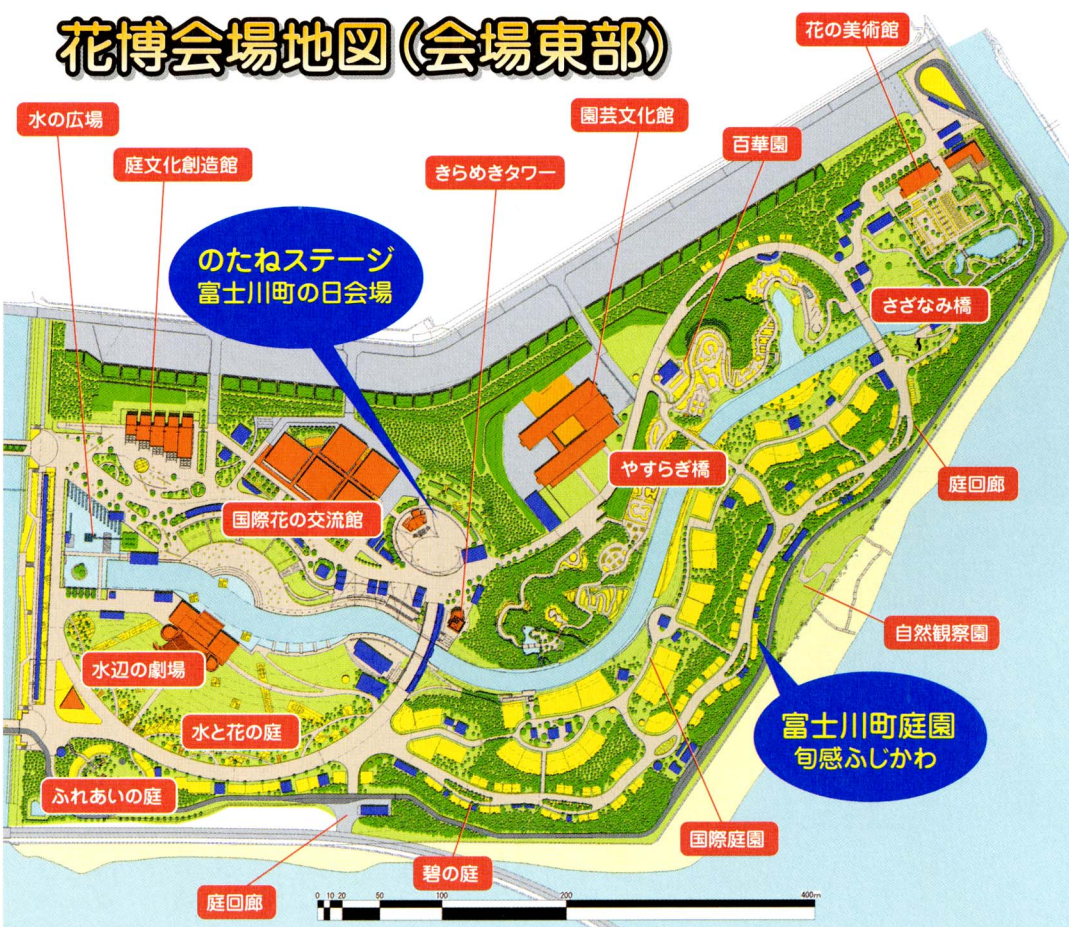 花博会場地図(会場東部)
花の美術館
水の広場
園芸文化館
庭文化創造館
きらめきタワー
百華園
のたねステージ
富士川町の日会場
さざなみ橋
やすらぎ橋
庭回廊
国際花の交流館
自然観察園
水辺の劇場
水と花の庭
富士川町庭園
旬感ふじかわ
ふれあいの庭
国際庭園
碧の庭
庭回廊
0 10 20 50 100 200 400m